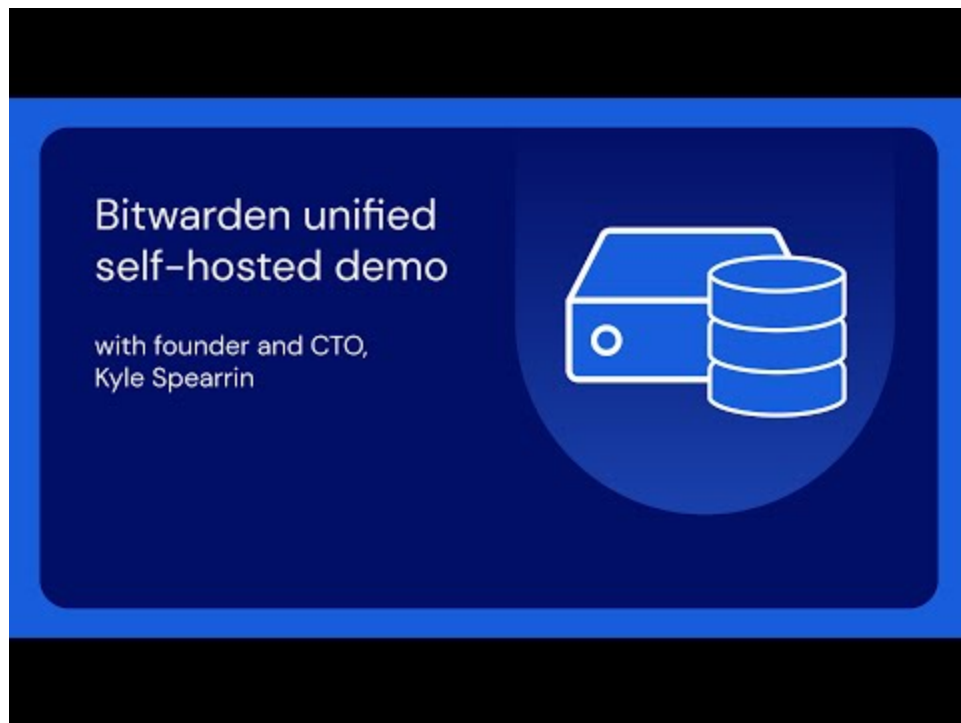 Bitwarden unified
self-hosted demo
with founder and CTO,
Kyle Spearrin